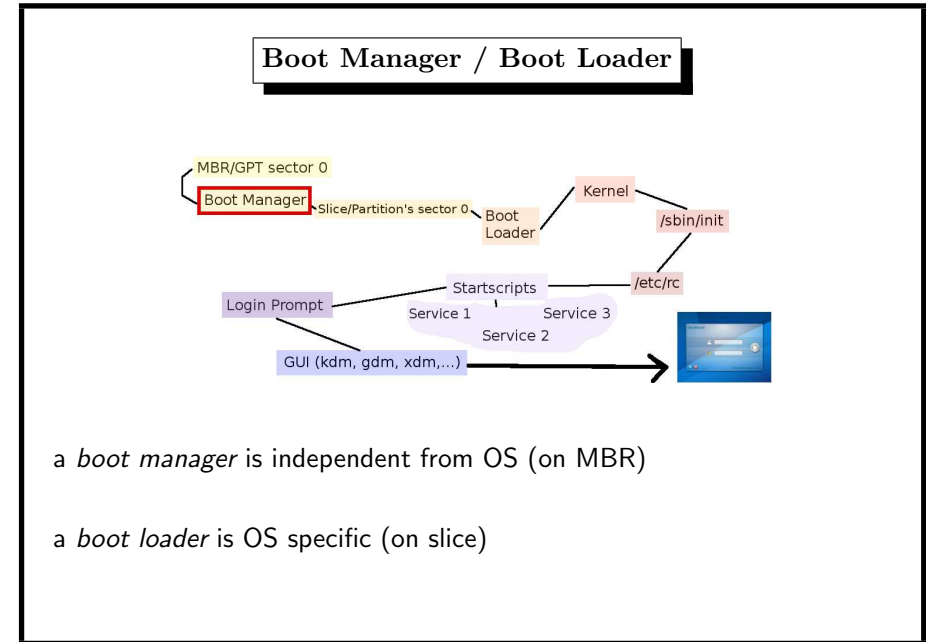 Boot Manager / Boot Loader
MBR/GPT sector 0
Boot Manager
Slice/Partition's sector 0
Boot
Loader
Kernel
/sbin/init
/etc/rc
Startscripts
Service 1
Service 3
Service 2
Login Prompt
GUI (kdm, gdm, xdm,...)
a boot manager is independent from OS (on MBR)
a boot loader is OS specific (on slice)